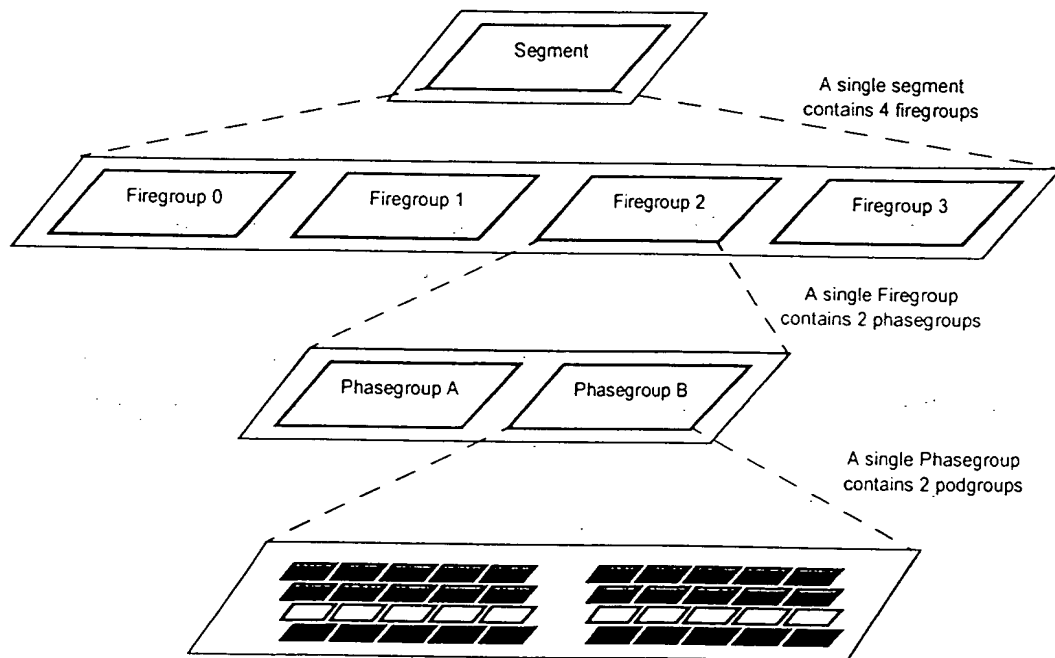 Segment
A single segment
contains 4 firegroups
Firegroup 0
Firegroup 1
Firegroup 2
Firegroup 3
A single Firegroup
contains 2 phasegroups
Phasegroup A
Phasegroup B
A single Phasegroup
contains 2 podgroups